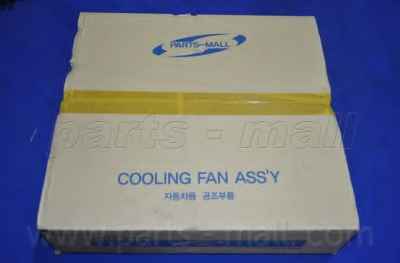 PARTS-MALL
parts - mall
COOLING FAN ASS'Y
자동차용 공조부품
www.parts-mall.com